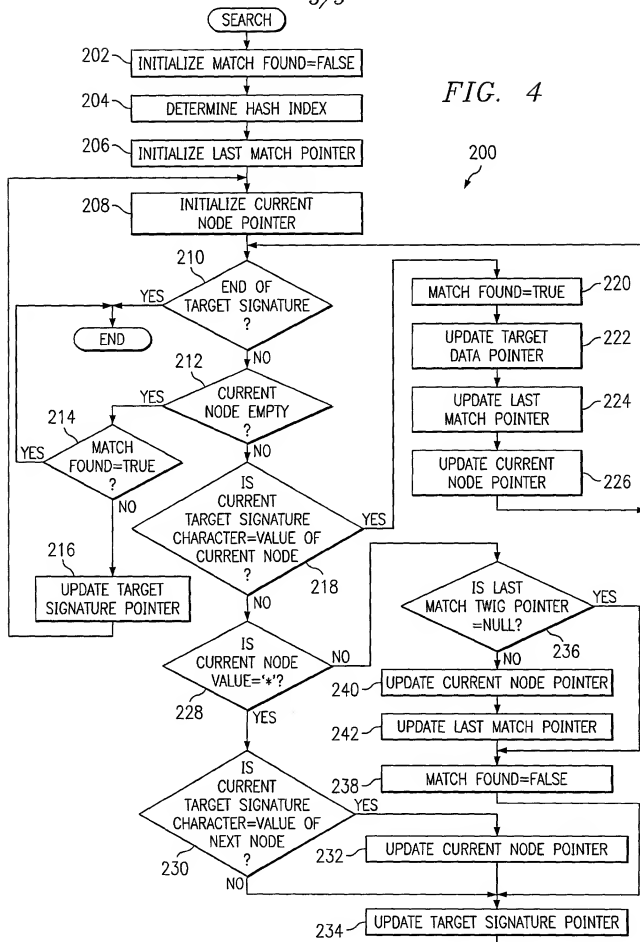 3/3
SEARCH
FIG. 4
200
202
INITIALIZE MATCH FOUND=FALSE
204
DETERMINE HASH INDEX
206
INITIALIZE LAST MATCH POINTER
208
INITIALIZE CURRENT
NODE POINTER
210
END OF
TARGET SIGNATURE
?
YES
NO
END
212
CURRENT
NODE EMPTY
?
YES
NO
214
MATCH
FOUND=TRUE
?
YES
NO
216
UPDATE TARGET
SIGNATURE POINTER
IS
CURRENT
TARGET SIGNATURE
CHARACTER=VALUE OF
CURRENT NODE
?
218
YES
NO
MATCH FOUND=TRUE
220
UPDATE TARGET
DATA POINTER
222
UPDATE LAST
MATCH POINTER
224
UPDATE CURRENT
NODE POINTER
226
IS
CURRENT NODE
VALUE='*'?
228
NO
YES
IS LAST
MATCH TWIG POINTER
=NULL?
236
YES
NO
240
UPDATE CURRENT NODE POINTER
242
UPDATE LAST MATCH POINTER
238
MATCH FOUND=FALSE
IS
CURRENT
TARGET SIGNATURE
CHARACTER=VALUE OF
NEXT NODE
?
230
YES
NO
232
UPDATE CURRENT NODE POINTER
234
UPDATE TARGET SIGNATURE POINTER